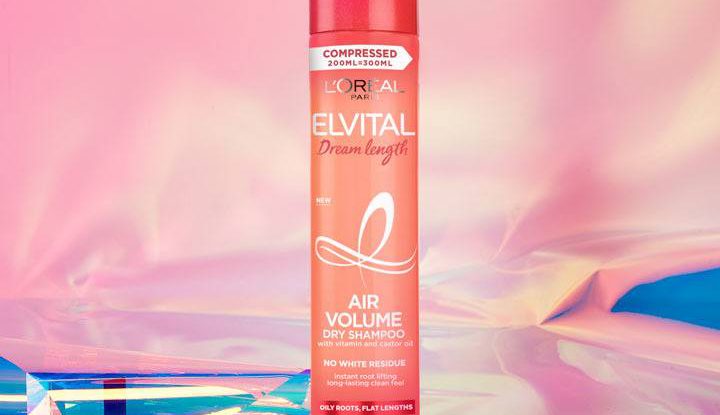 COMPRESSED
200ML=300ML
L'ORÉAL
PARIS
ELVITAL
Dream length
NEW
AIR
VOLUME
DRY SHAMPOO
with vitamin and castor oil
NO WHITE RESIDUE
instant root lifting
long-lasting clean feel
OILY ROOTS, FLAT LENGTHS